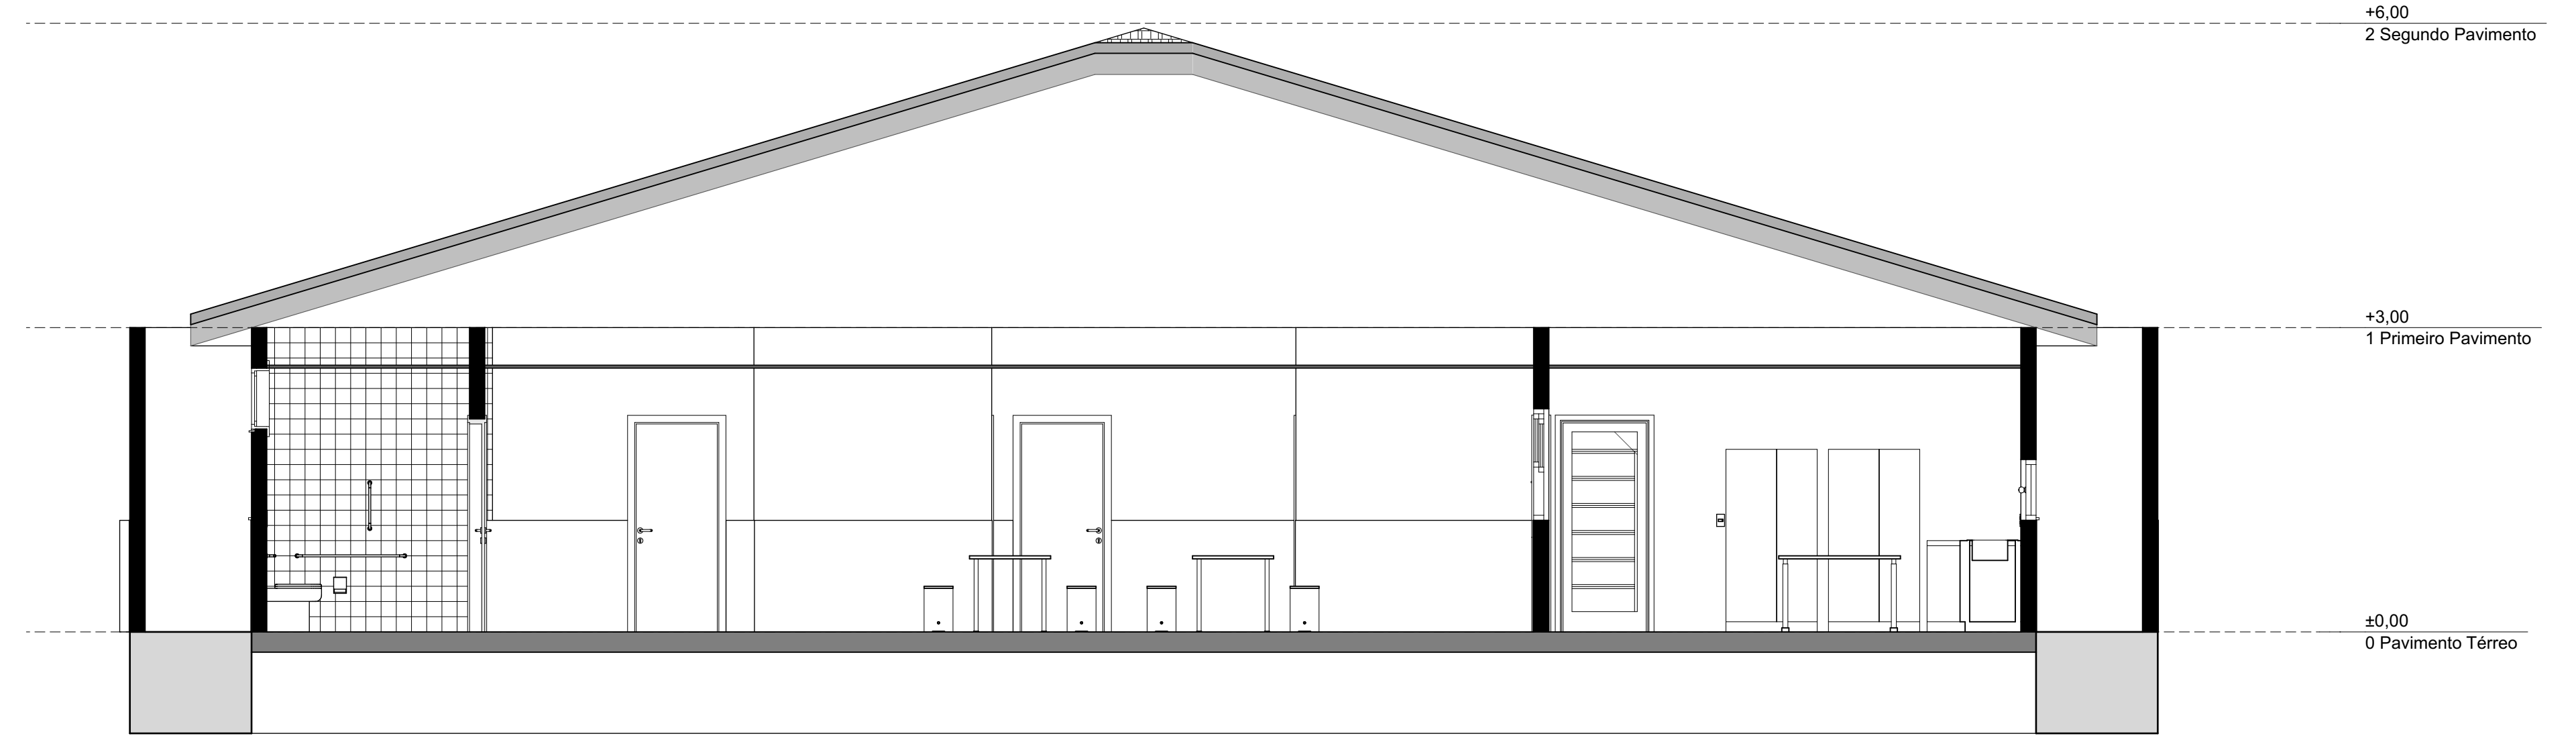 +6,00
2 Segundo Pavimento
+3,00
1 Primeiro Pavimento
±0,00
0 Pavimento Térreo